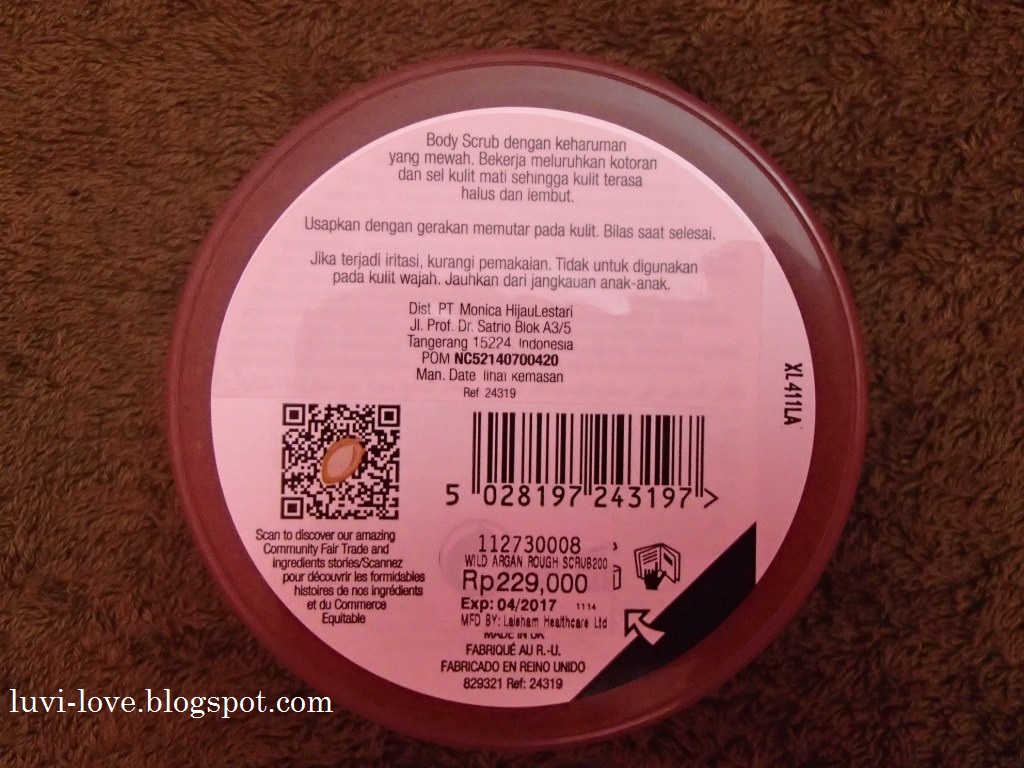 Body Scrub dengan keharuman
yang mewah. Bekerja meluruhkan kotoran
dan sel kulit mati sehingga kulit terasa
halus dan lembut.
Usapkan dengan gerakan memutar pada kulit. Bilas saat selesai.
Jika terjadi iritasi, kurangi pemakaian. Tidak untuk digunakan
pada kulit wajah. Jauhkan dari jangkauan anak-anak.
Dist PT Monica HijauLestari
Jl. Prof. Dr. Satrio Blok A3/5
Tangerang 15224 Indonesia
POM NC52140700420
Man. Date lihat kemasan
Ref 24319
XL 411LA
5 028197 243197 >
Scan to discover our amazing
Community Fair Trade and
ingredients stories/Scannez
pour découvrir les formidables
histoires de nos ingrédients
et du Commerce
Equitable
112730008
WILD ARGAN ROUGH SCRUB200
Rp229,000
Exp: 04/2017 1114
MFD BY: Laleham Healthcare Ltd
MADE IN UK
FABRIQUÉ AU R.-U.
FABRICADO EN REINO UNIDO
829321 Ref: 24319
luvi-love.blogspot.com